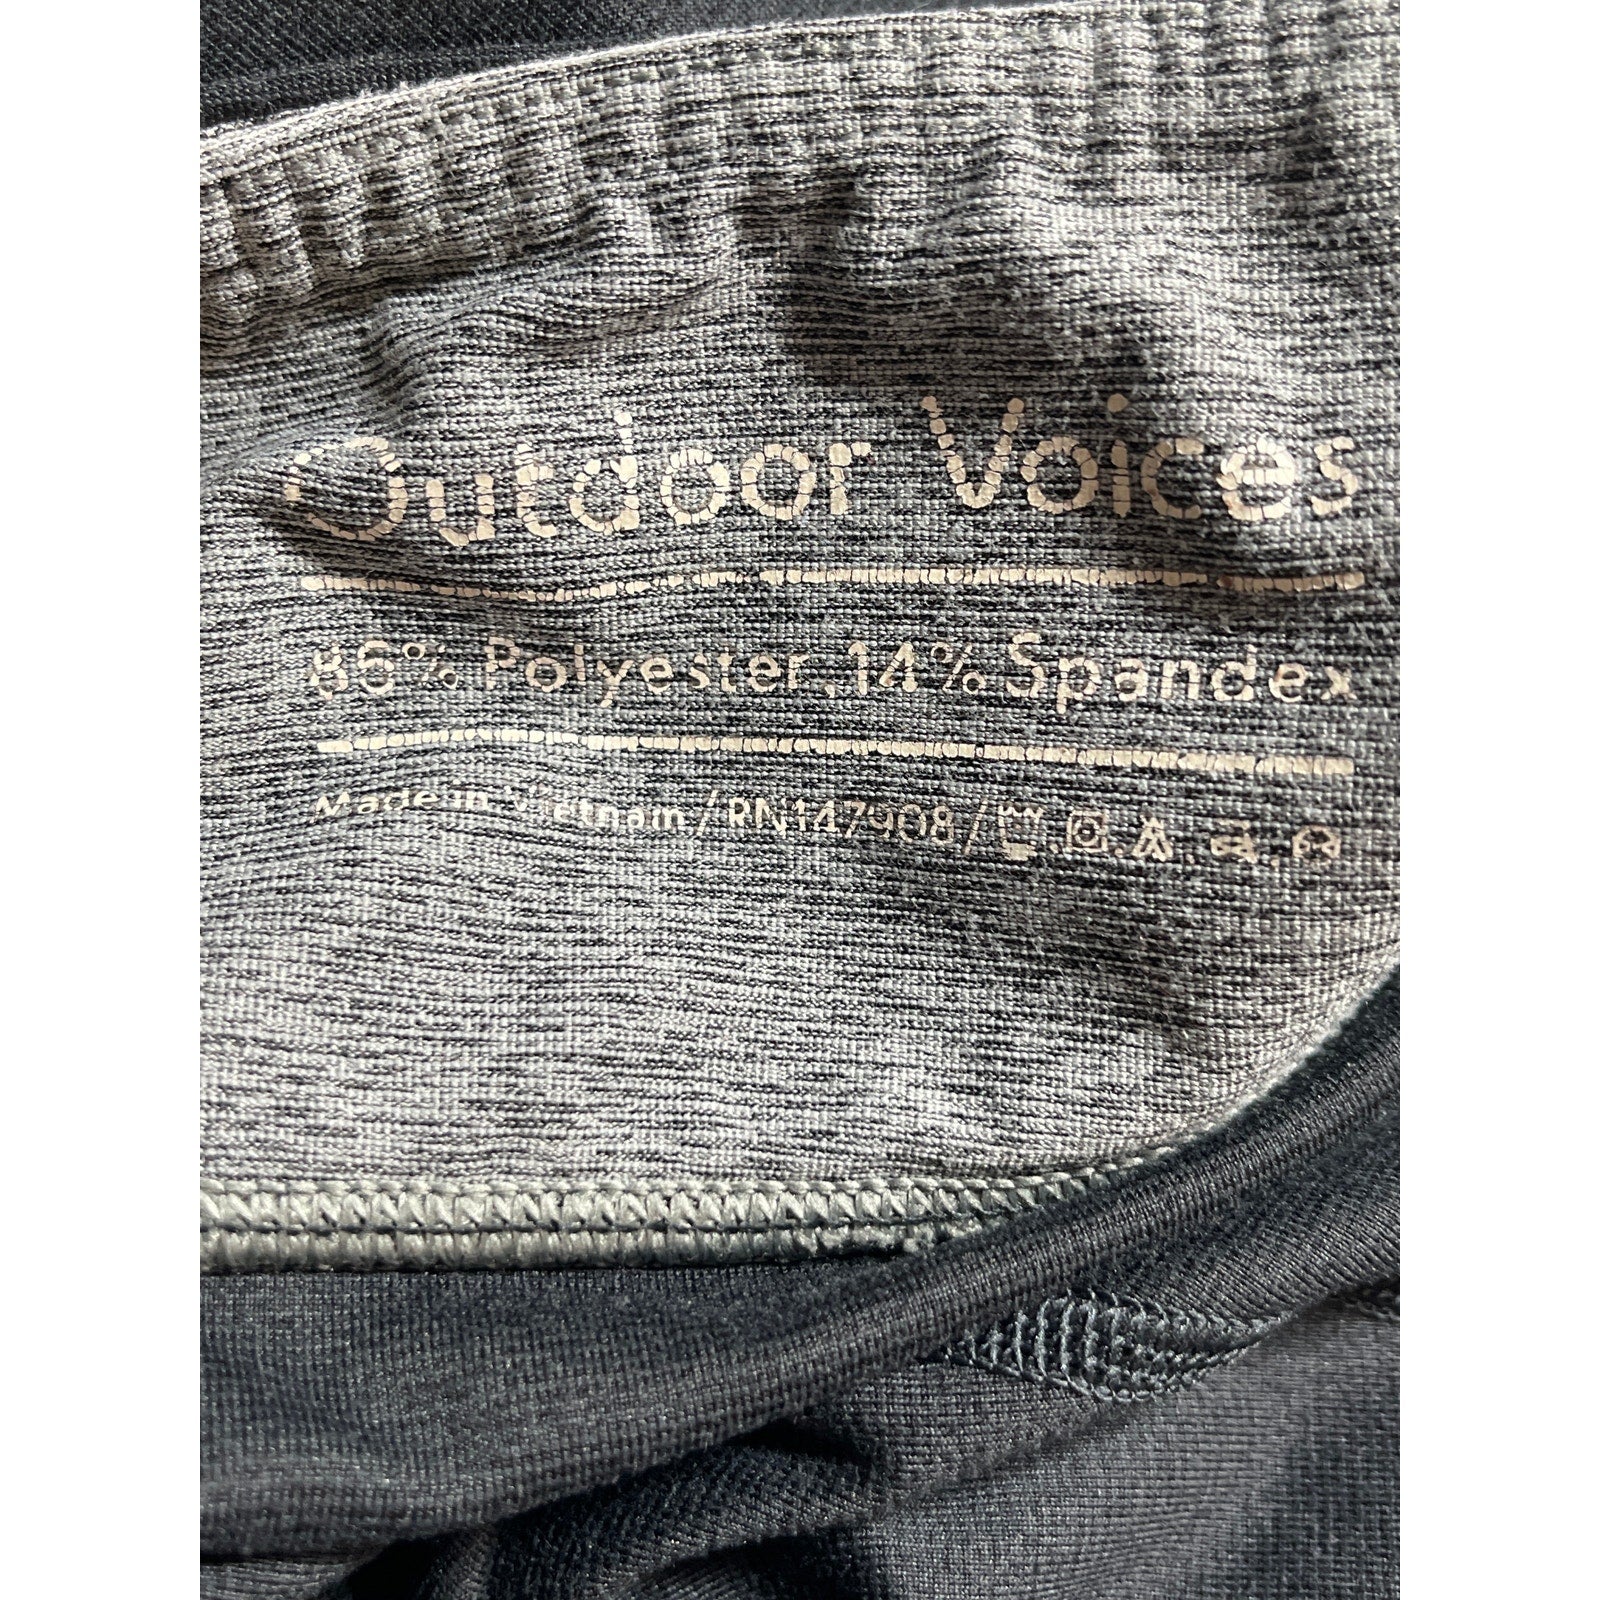 Outdoor Voices
86% Polyester, 14% Spandex
Made in Vietnam / RN147908 /